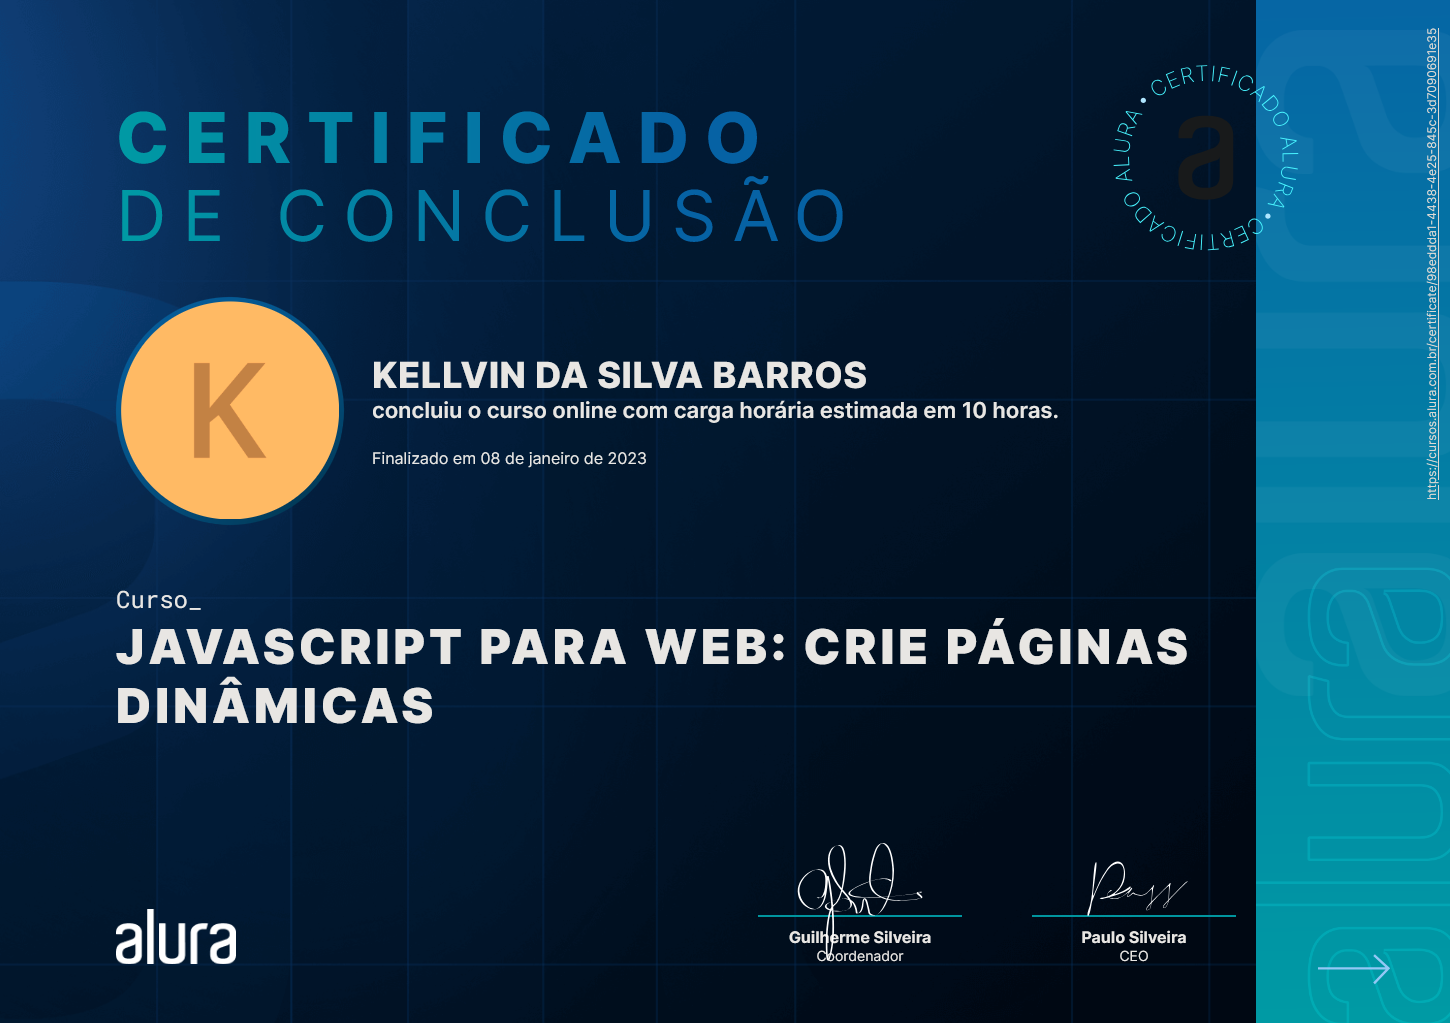 CERTIFICADO
DE CONCLUSÃO
• CERTIFICADO ALURA • CERTIFICADO ALURA
a
K
KELLVIN DA SILVA BARROS
concluiu o curso online com carga horária estimada em 10 horas.
Finalizado em 08 de janeiro de 2023
Curso_
JAVASCRIPT PARA WEB: CRIE PÁGINAS
DINÂMICAS
alura
Guilherme Silveira
Coordenador
Paulo Silveira
CEO
https://cursos.alura.com.br/certificate/98eddda1-4438-4e25-845c-3d7090691e35
alura